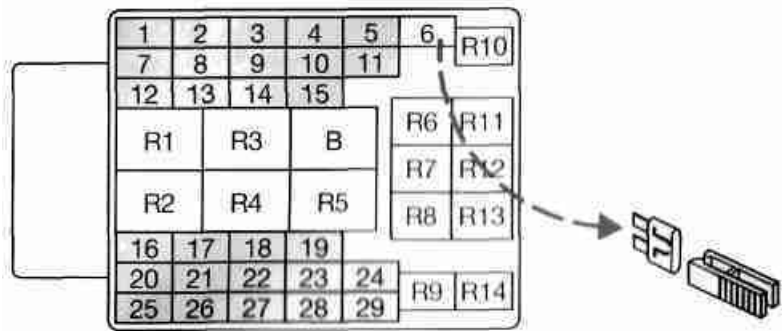 1 2 3 4 5 6 R10
7 8 9 10 11
12 13 14 15
R1 R3 B R6 R11
R7 R12
R2 R4 R5 R8 R13
16 17 18 19
20 21 22 23 24 R9 R14
25 26 27 28 29